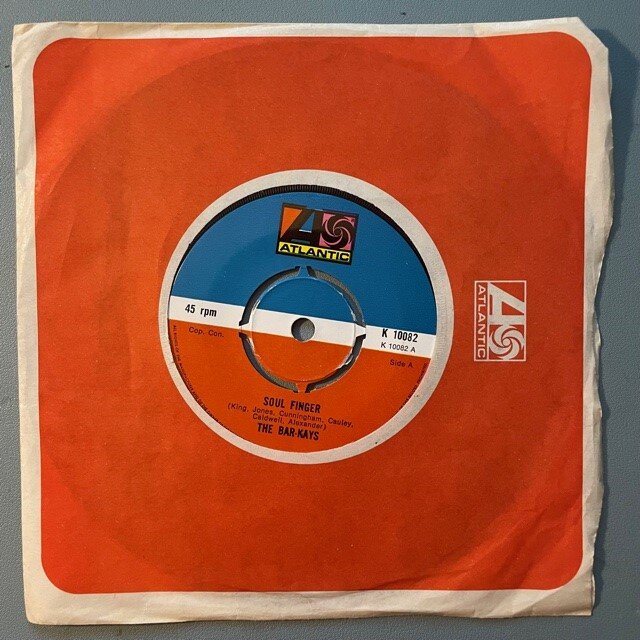 ATLANTIC
45 rpm
K 10082
K 10082 A
Cop. Con.
Side A
SOUL FINGER
(King, Jones, Cunningham, Cauley,
Caldwell, Alexander)
THE BAR-KAYS
ATLANTIC